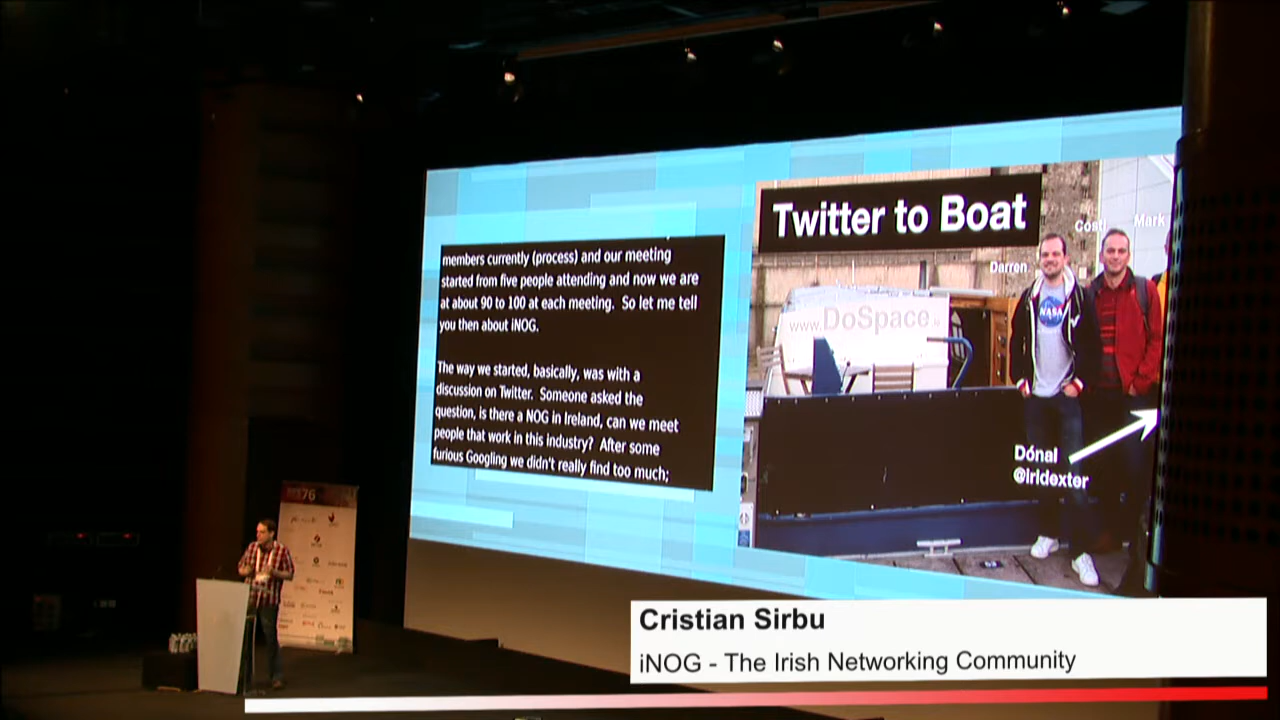 members currently (process) and our meeting
started from five people attending and now we are
at about 90 to 100 at each meeting. So let me tell
you then about iNOG.
The way we started, basically, was with a
discussion on Twitter. Someone asked the
question, is there a NOG in Ireland, can we meet
people that work in this industry? After some
furious Googling we didn't really find too much;
Twitter to Boat
Costi
Mark
Darren
www.DoSpace.ie
NASA
Dónal
@irldexter
76
Cristian Sirbu
iNOG - The Irish Networking Community